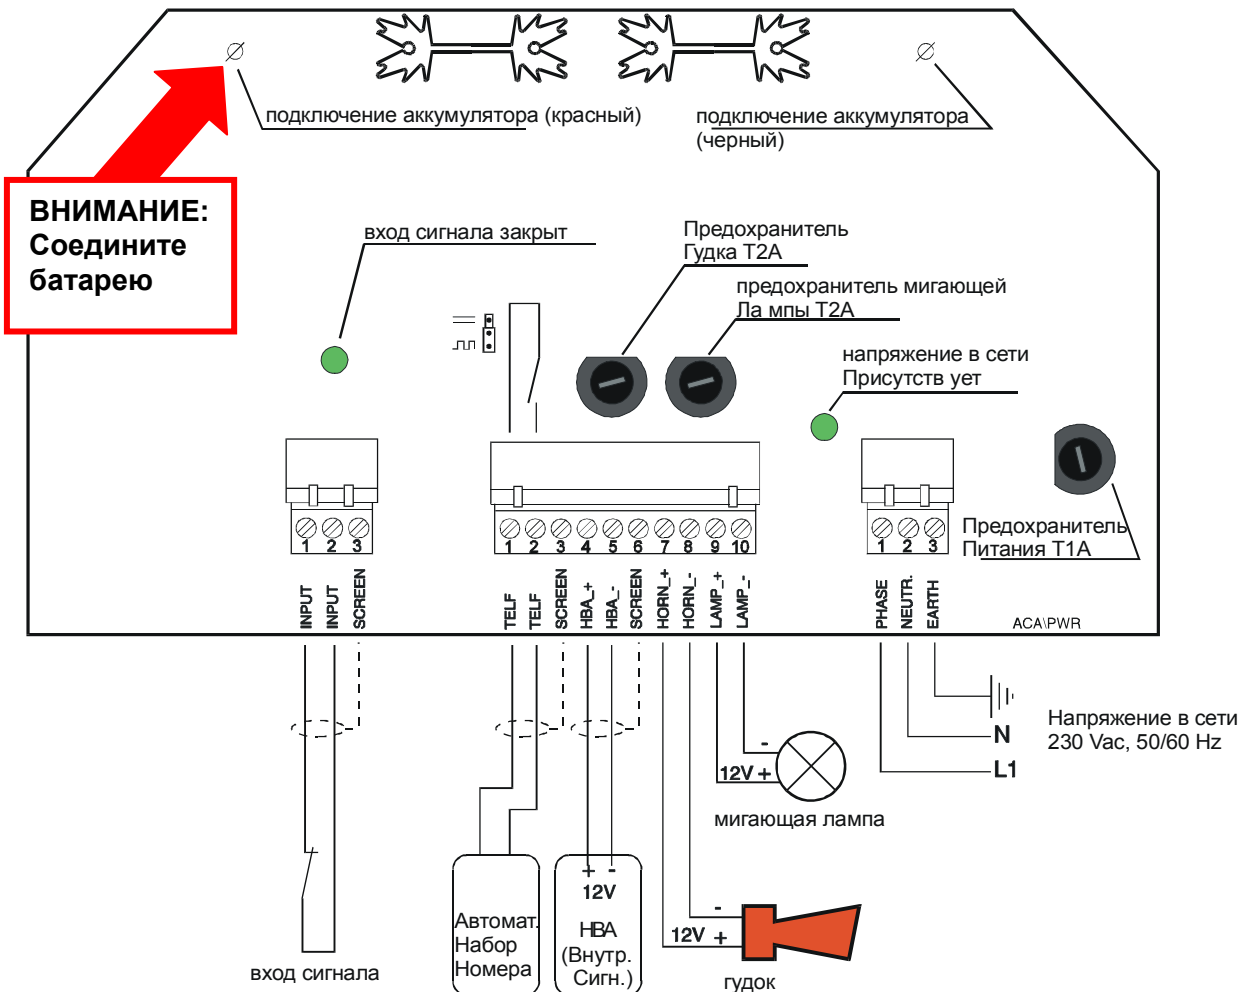 подключение аккумулятора (красный)
подключение аккумулятора
(черный)
ВНИМАНИЕ:
Соедините
батарею
вход сигнала закрыт
Предохранитель
Гудка T2A
предохранитель мигающей
Ла мпы T2A
напряжение в сети
Присутств ует
Предохранитель
Питания T1A
1 2 3
1 2 3 4 5 6 7 8 9 10
1 2 3
INPUT
INPUT
SCREEN
TELF
TELF
SCREEN
HBA_+
HBA_-
SCREEN
HORN_+
HORN_-
LAMP_+
LAMP_-
PHASE
NEUTR.
EARTH
ACA\PWR
Напряжение в сети
230 Vac, 50/60 Hz
N
L1
-
12V +
мигающая лампа
+ -
12V
HBA
(Внутр.
Сигн.)
Автомат.
Набор
Номера
-
12V +
гудок
вход сигнала